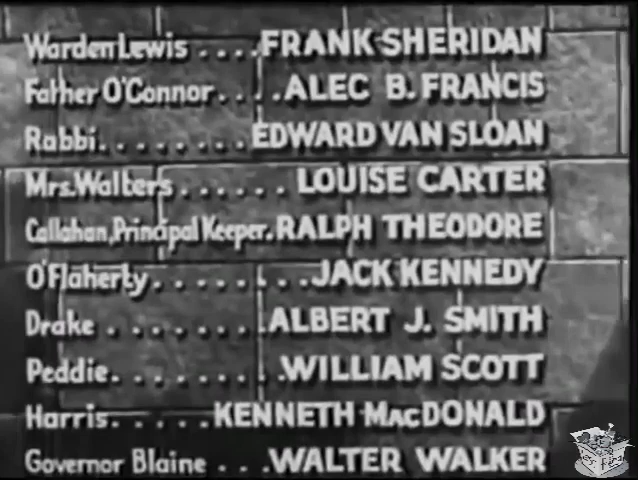 Warden Lewis . . . . FRANK SHERIDAN
Father O'Connor . . . . ALEC B. FRANCIS
Rabbi . . . . . . . . EDWARD VAN SLOAN
Mrs. Walters . . . . . . LOUISE CARTER
Callahan, Principal Keeper. RALPH THEODORE
O'Flaherty . . . . . . . . JACK KENNEDY
Drake . . . . . . . . ALBERT J. SMITH
Peddie . . . . . . . . . WILLIAM SCOTT
Harris . . . . . KENNETH MACDONALD
Governor Blaine . . . WALTER WALKER